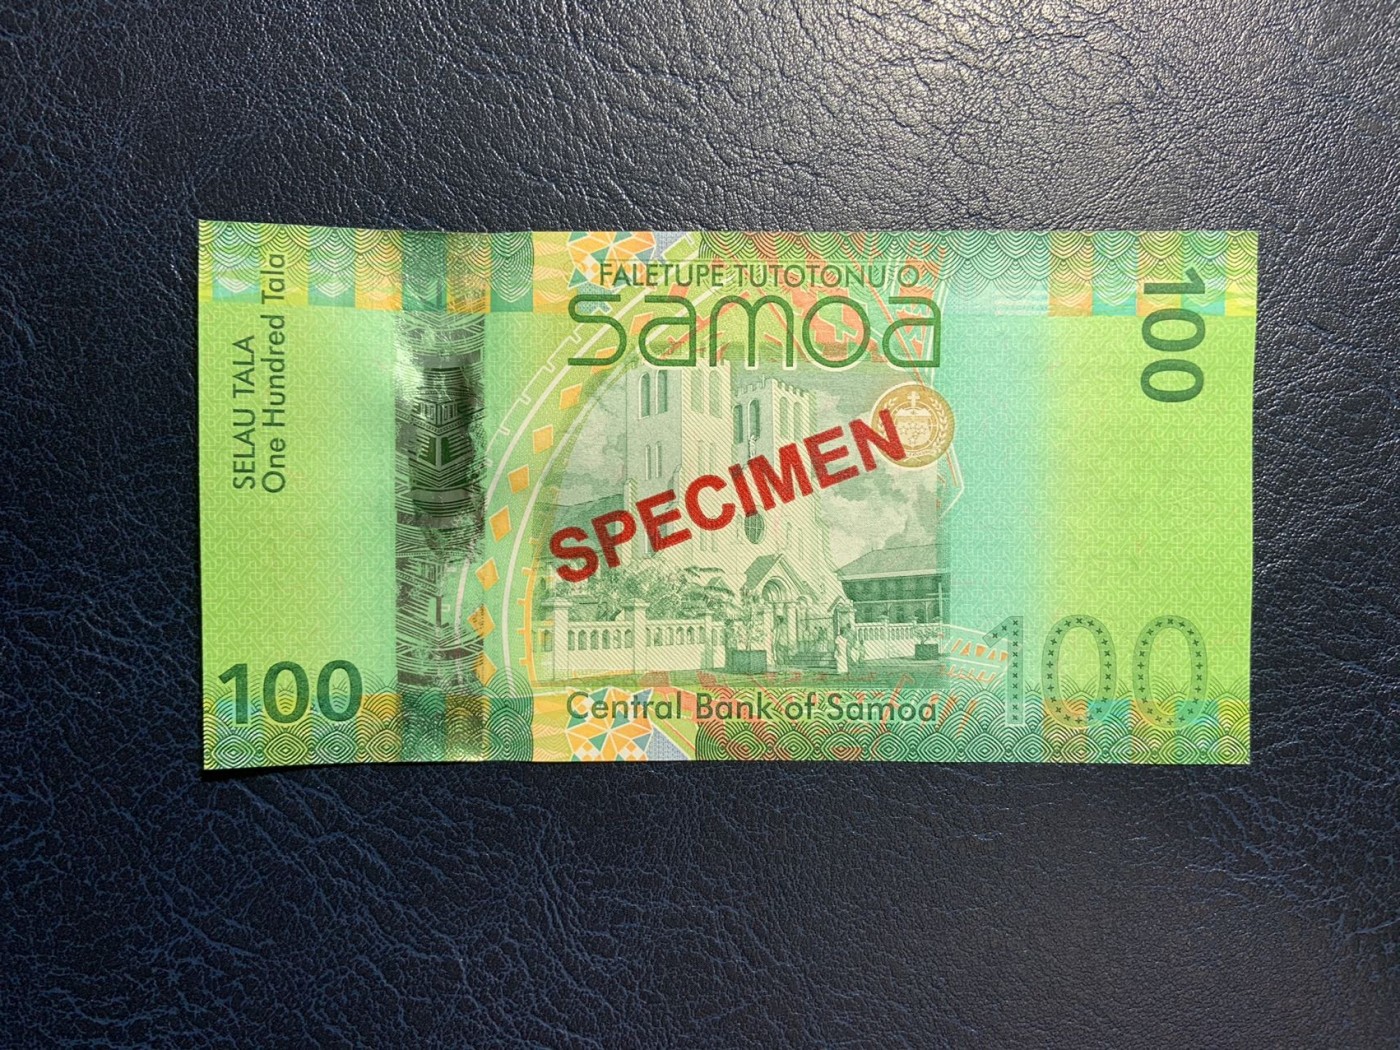 FALETUPE TUTOTONU O
samoa
SELAU TALA
One Hundred Tala
100
SPECIMEN
100
Central Bank of Samoa
100